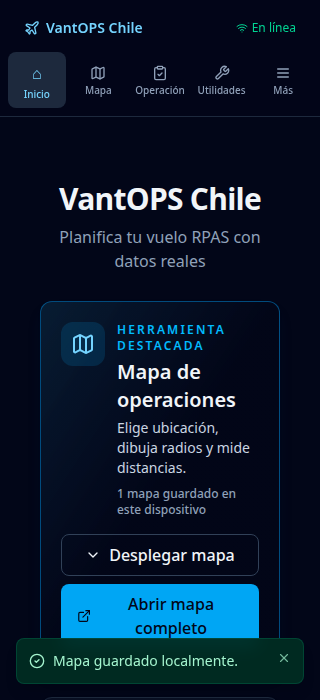 VantOPS Chile
En línea
Inicio
Mapa
Operación
Utilidades
Más
VantOPS Chile
Planifica tu vuelo RPAS con
datos reales
HERRAMIENTA
DESTACADA
Mapa de
operaciones
Elige ubicación,
dibuja radios y mide
distancias.
1 mapa guardado en
este dispositivo
Desplegar mapa
Abrir mapa
completo
Mapa guardado localmente.